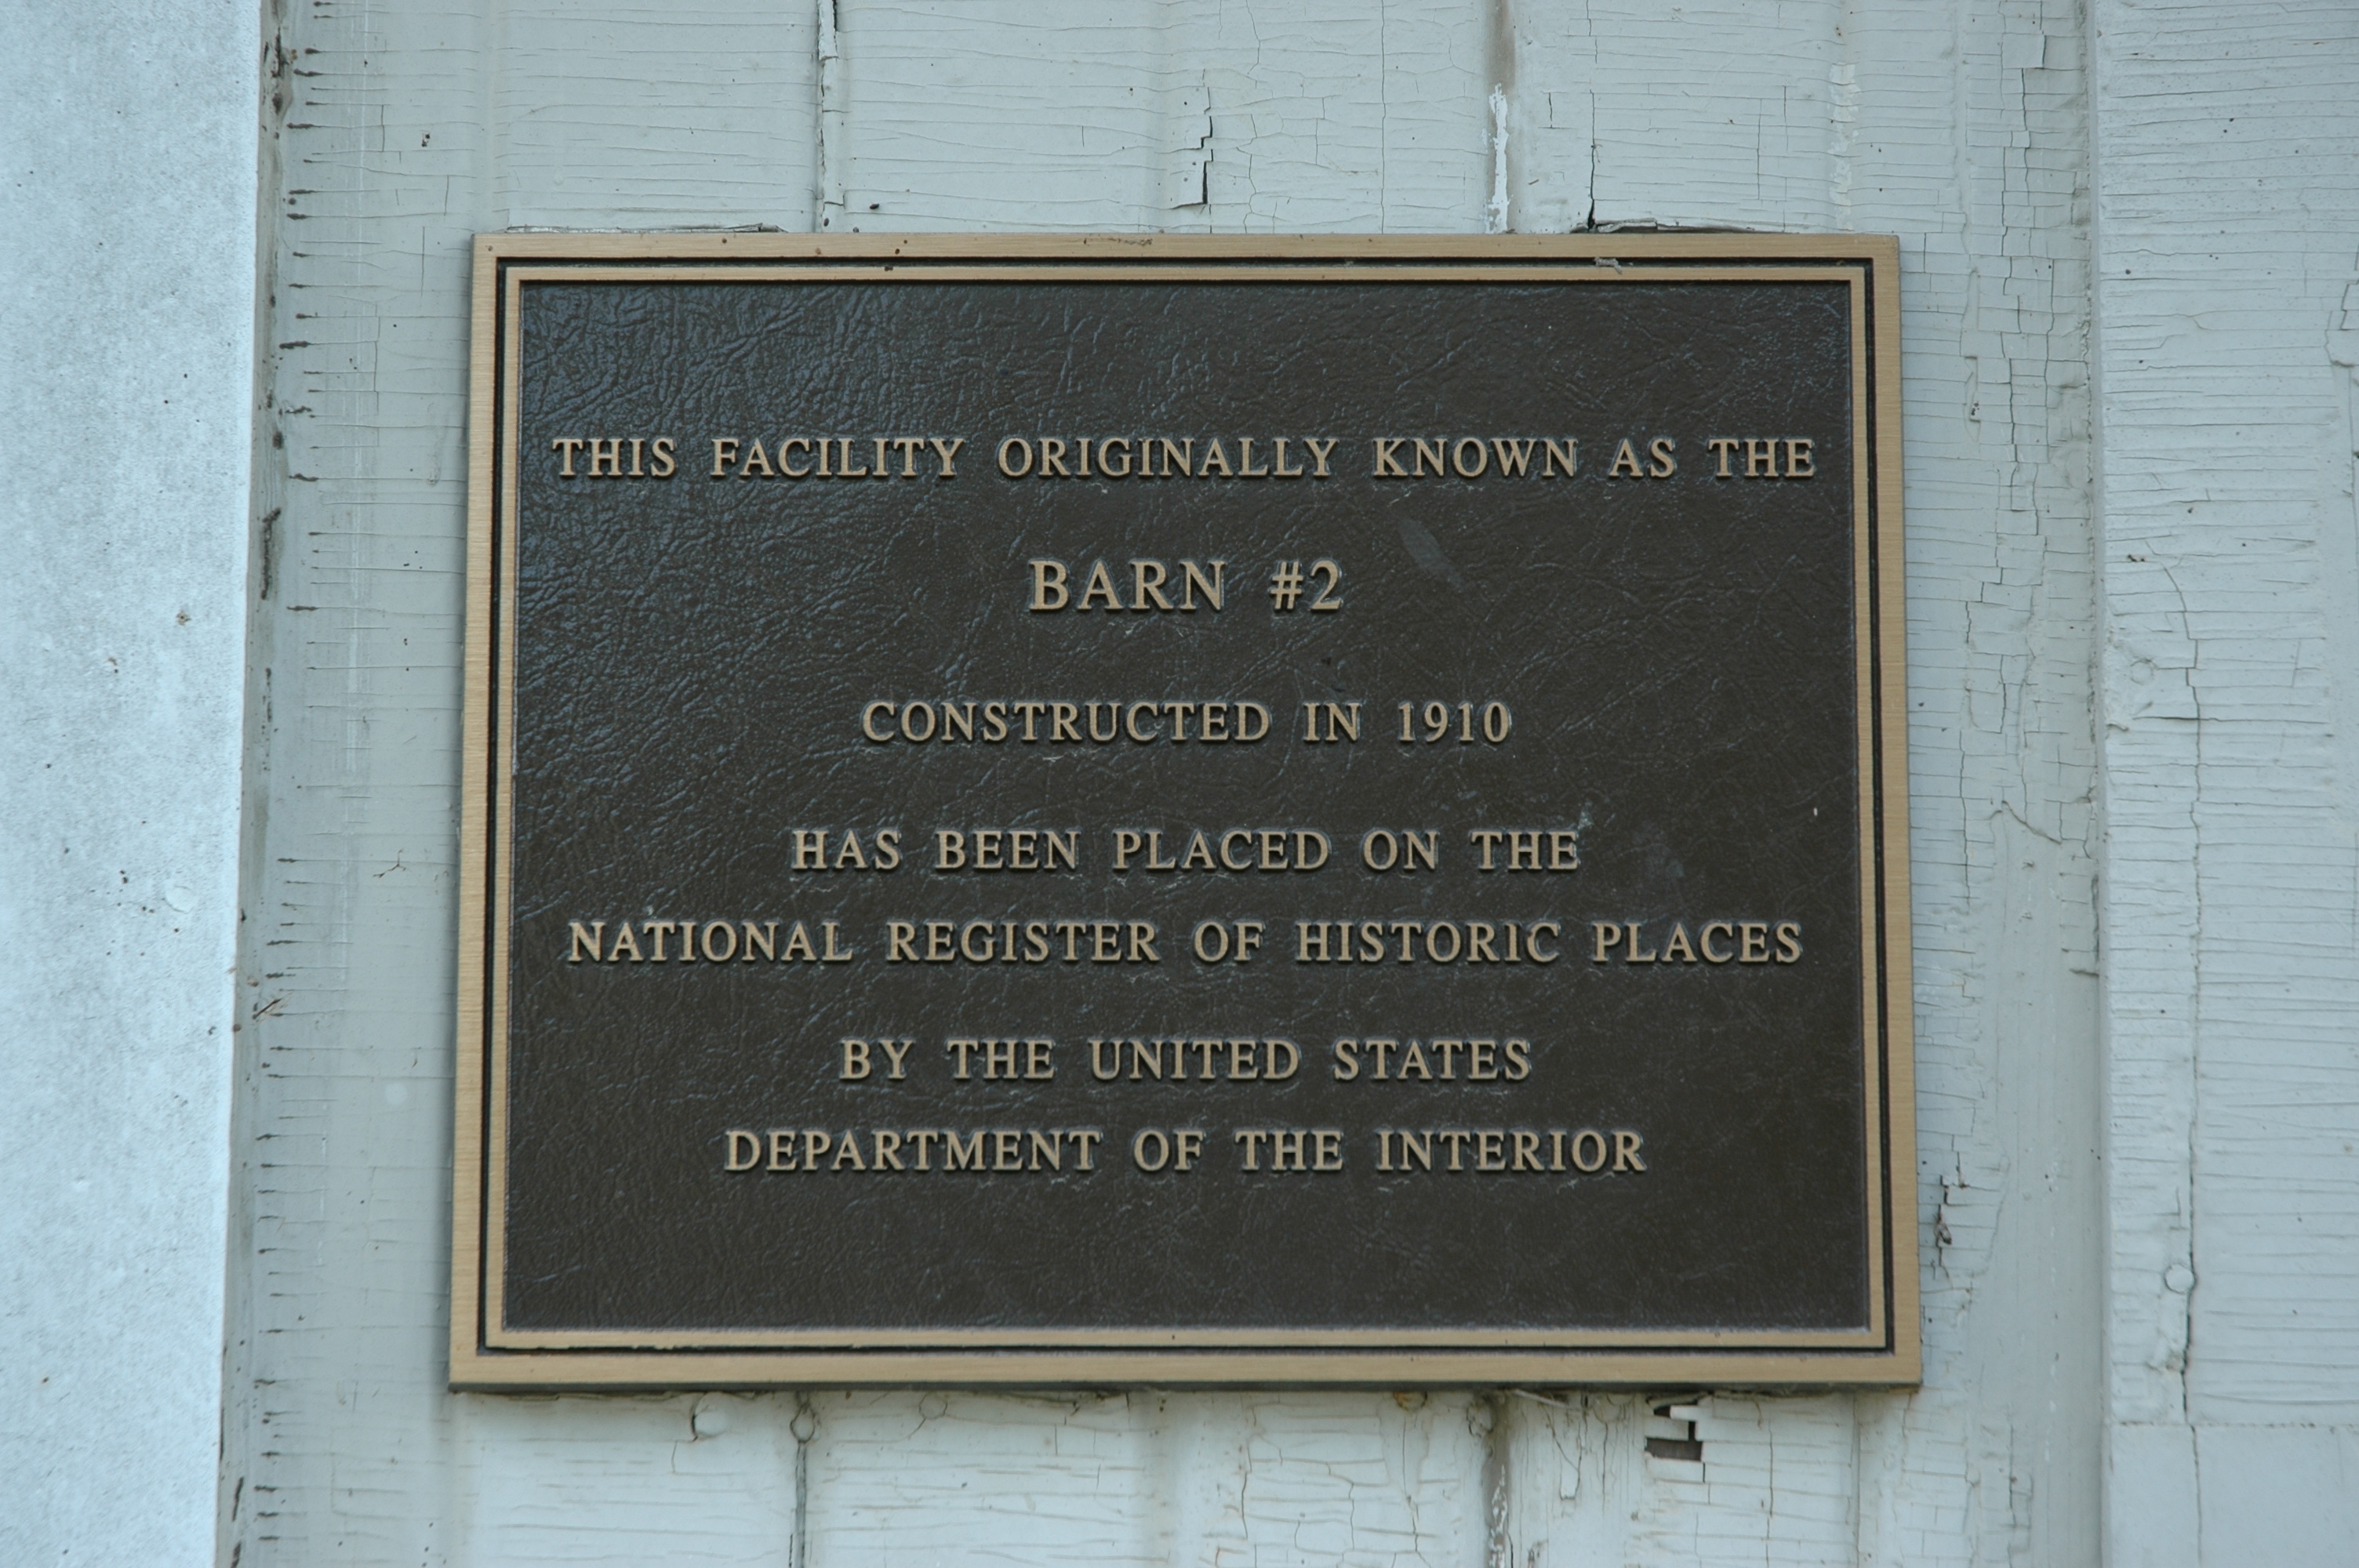 THIS FACILITY ORIGINALLY KNOWN AS THE
BARN #2
CONSTRUCTED IN 1910
HAS BEEN PLACED ON THE
NATIONAL REGISTER OF HISTORIC PLACES
BY THE UNITED STATES
DEPARTMENT OF THE INTERIOR